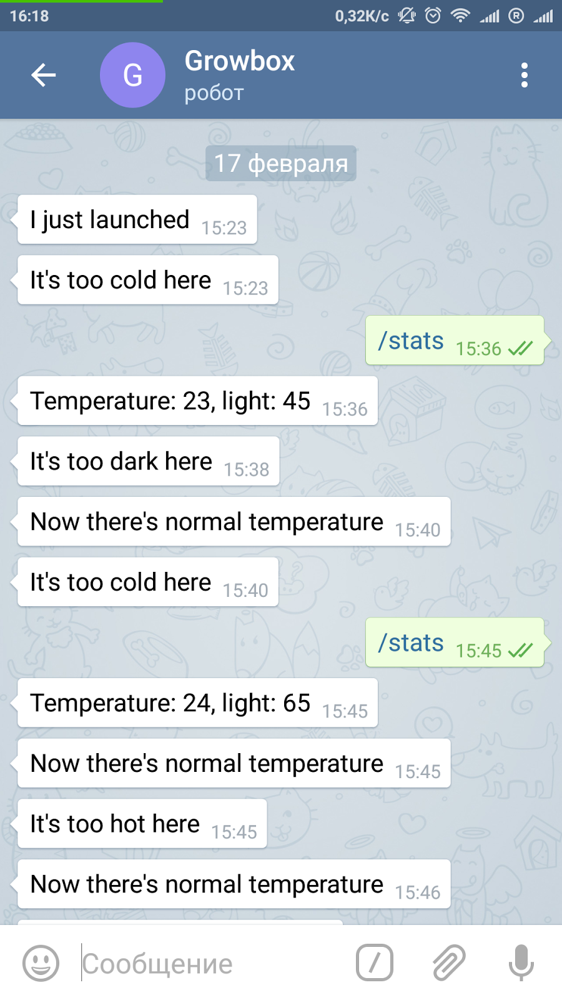 16:18
0,32K/c
R
G
Growbox
робот
17 февраля
I just launched 15:23
It's too cold here 15:23
/stats 15:36
Temperature: 23, light: 45 15:36
It's too dark here 15:38
Now there's normal temperature 15:40
It's too cold here 15:40
/stats 15:45
Temperature: 24, light: 65 15:45
Now there's normal temperature 15:45
It's too hot here 15:45
Now there's normal temperature 15:46
Сообщение